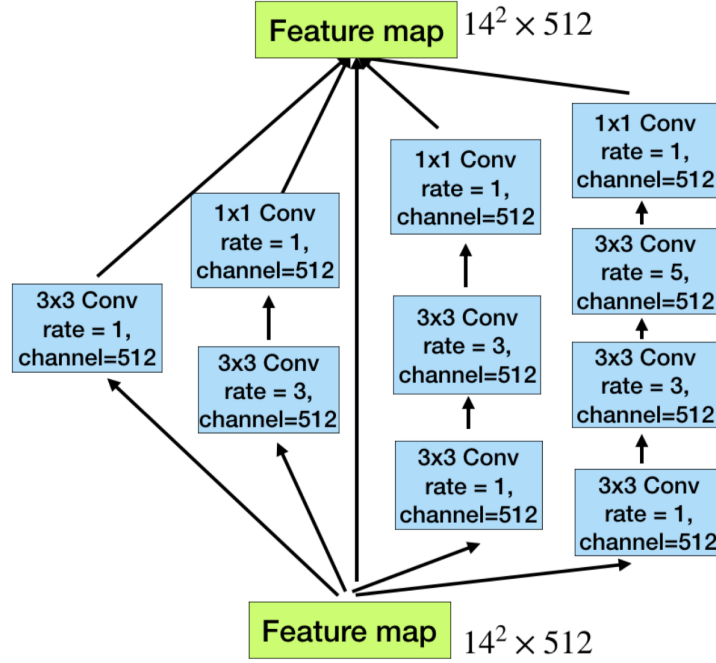 Feature map 14² × 512
1x1 Conv
rate = 1,
channel=512
1x1 Conv
rate = 1,
channel=512
1x1 Conv
rate = 1,
channel=512
3x3 Conv
rate = 5,
channel=512
3x3 Conv
rate = 1,
channel=512
3x3 Conv
rate = 3,
channel=512
3x3 Conv
rate = 3,
channel=512
3x3 Conv
rate = 3,
channel=512
3x3 Conv
rate = 1,
channel=512
3x3 Conv
rate = 1,
channel=512
Feature map 14² × 512